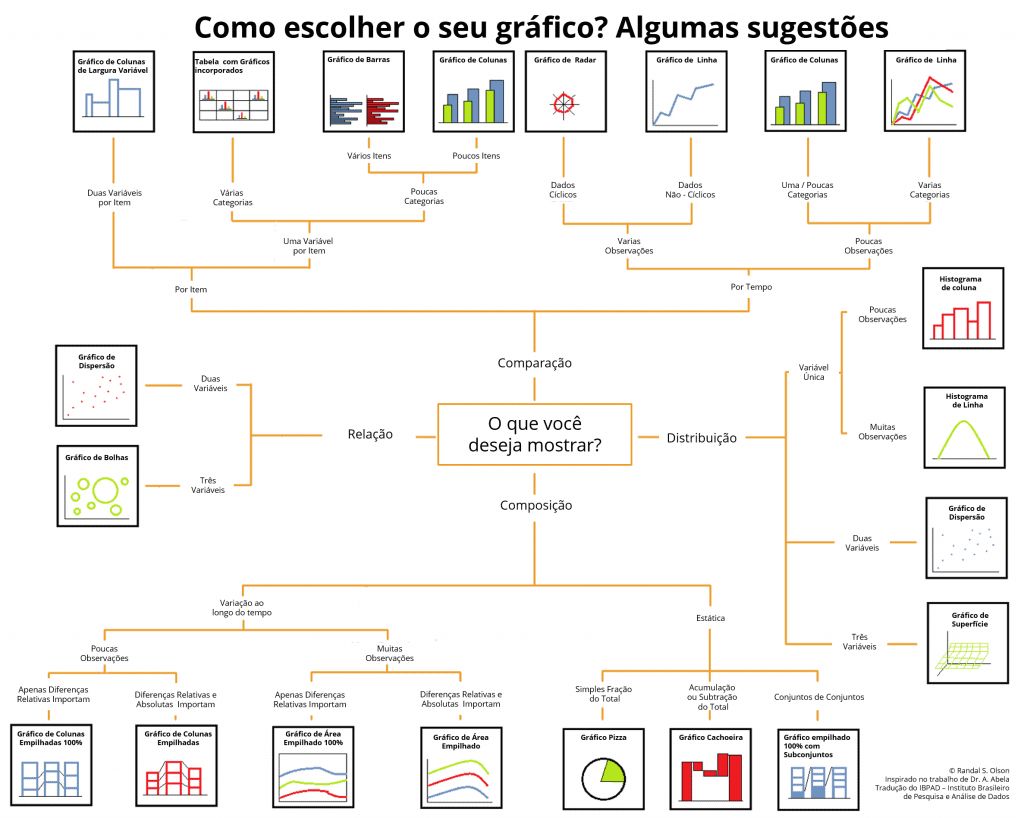 Como escolher o seu gráfico? Algumas sugestões
Gráfico de Colunas
de Largura Variável
Tabela com Gráficos
incorporados
Gráfico de Barras
Gráfico de Colunas
Gráfico de Radar
Gráfico de Linha
Gráfico de Colunas
Gráfico de Linha
Vários Itens
Poucos Itens
Duas Variáveis
por Item
Várias
Categorias
Poucas
Categorias
Dados
Cíclicos
Dados
Não - Cíclicos
Uma / Poucas
Categorias
Varias
Categorias
Uma Variável
por Item
Varias
Observações
Poucas
Observações
Por Item
Por Tempo
Histograma
de coluna
Poucas
Observações
Comparação
Variável
Única
Gráfico de
Dispersão
Duas
Variáveis
Histograma
de Linha
Muitas
Observações
Relação
O que você
deseja mostrar?
Distribuição
Gráfico de Bolhas
Três
Variáveis
Composição
Gráfico de
Dispersão
Duas
Variáveis
Gráfico de
Superfície
Três
Variáveis
Variação ao
longo do tempo
Estática
Poucas
Observações
Muitas
Observações
Apenas Diferenças
Relativas Importam
Diferenças Relativas e
Absolutas Importam
Apenas Diferenças
Relativas Importam
Diferenças Relativas e
Absolutas Importam
Simples Fração
do Total
Acumulação
ou Subtração
do Total
Conjuntos de Conjuntos
Gráfico de Colunas
Empilhadas 100%
Gráfico de Colunas
Empilhadas
Gráfico de Área
Empilhado 100%
Gráfico de Área
Empilhado
Gráfico Pizza
Gráfico Cachoeira
Gráfico empilhado
100% com
Subconjuntos
© Randal S. Olson
Inspirado no trabalho de Dr. A. Abela
Tradução do IBPAD – Instituto Brasileiro
de Pesquisa e Análise de Dados